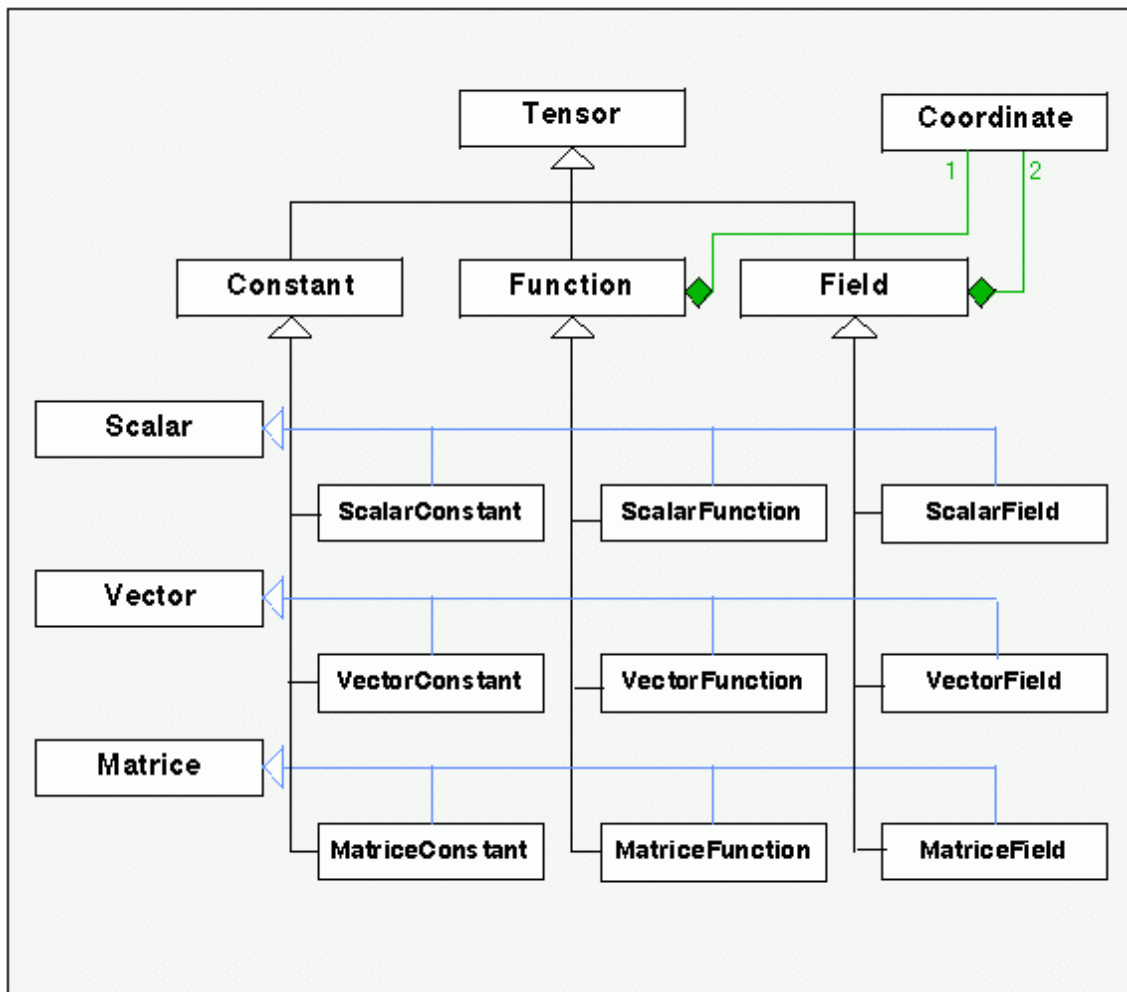 Tensor
Coordinate
1
2
Constant
Function
Field
Scalar
ScalarConstant
ScalarFunction
ScalarField
Vector
VectorConstant
VectorFunction
VectorField
Matrice
MatriceConstant
MatriceFunction
MatriceField